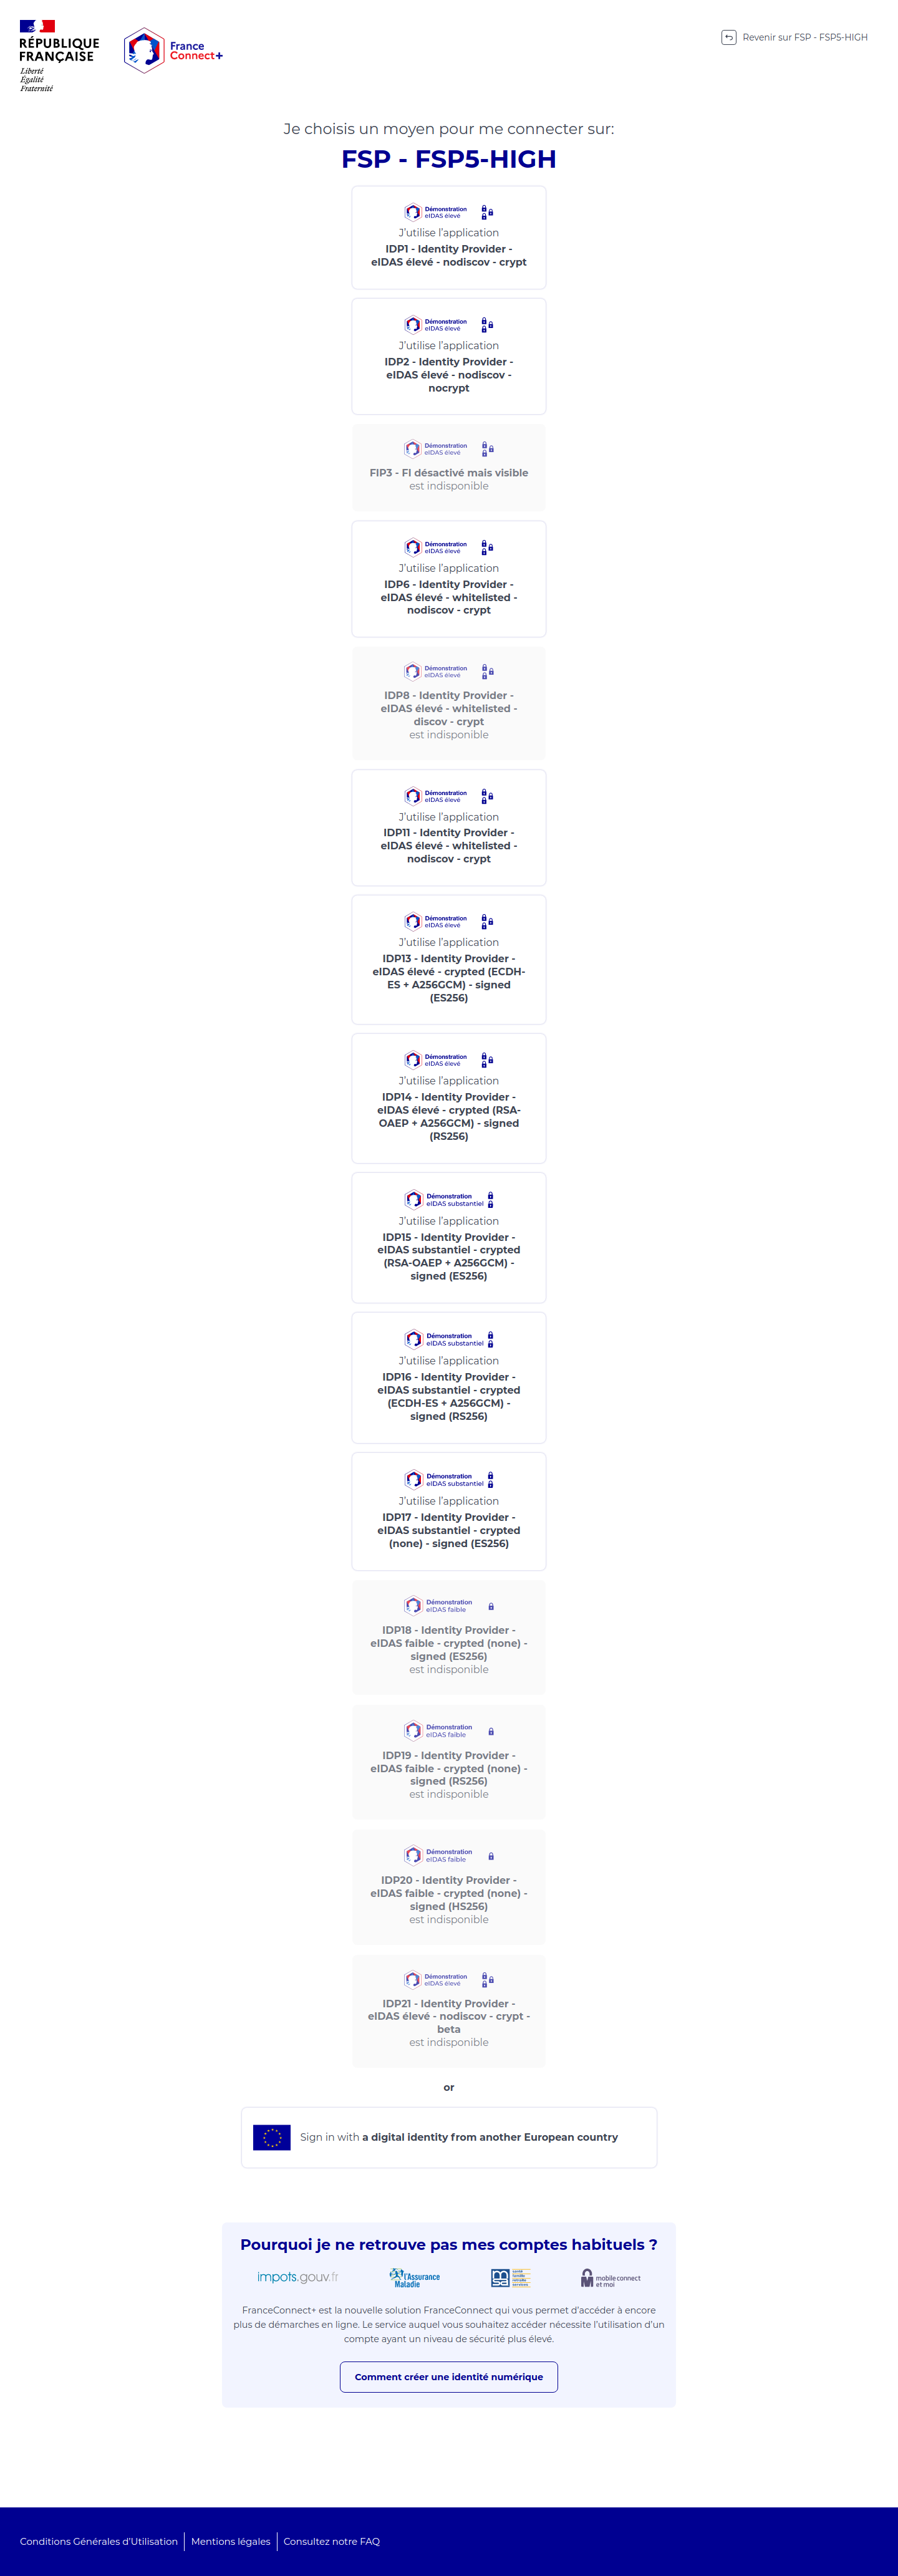 RÉPUBLIQUE
FRANÇAISE
Liberté
Égalité
Fraternité
France
Connect+
Revenir sur FSP - FSP5-HIGH
Je choisis un moyen pour me connecter sur:
FSP - FSP5-HIGH
Démonstration
eIDAS élevé
J’utilise l’application
IDP1 - Identity Provider -
eIDAS élevé - nodiscov - crypt
Démonstration
eIDAS élevé
J’utilise l’application
IDP2 - Identity Provider -
eIDAS élevé - nodiscov -
nocrypt
Démonstration
eIDAS élevé
FIP3 - FI désactivé mais visible
est indisponible
Démonstration
eIDAS élevé
J’utilise l’application
IDP6 - Identity Provider -
eIDAS élevé - whitelisted -
nodiscov - crypt
Démonstration
eIDAS élevé
IDP8 - Identity Provider -
eIDAS élevé - whitelisted -
discov - crypt
est indisponible
Démonstration
eIDAS élevé
J’utilise l’application
IDP11 - Identity Provider -
eIDAS élevé - whitelisted -
nodiscov - crypt
Démonstration
eIDAS élevé
J’utilise l’application
IDP13 - Identity Provider -
eIDAS élevé - crypted (ECDH-
ES + A256GCM) - signed
(ES256)
Démonstration
eIDAS élevé
J’utilise l’application
IDP14 - Identity Provider -
eIDAS élevé - crypted (RSA-
OAEP + A256GCM) - signed
(RS256)
Démonstration
eIDAS substantiel
J’utilise l’application
IDP15 - Identity Provider -
eIDAS substantiel - crypted
(RSA-OAEP + A256GCM) -
signed (ES256)
Démonstration
eIDAS substantiel
J’utilise l’application
IDP16 - Identity Provider -
eIDAS substantiel - crypted
(ECDH-ES + A256GCM) -
signed (RS256)
Démonstration
eIDAS substantiel
J’utilise l’application
IDP17 - Identity Provider -
eIDAS substantiel - crypted
(none) - signed (ES256)
Démonstration
eIDAS faible
IDP18 - Identity Provider -
eIDAS faible - crypted (none) -
signed (ES256)
est indisponible
Démonstration
eIDAS faible
IDP19 - Identity Provider -
eIDAS faible - crypted (none) -
signed (RS256)
est indisponible
Démonstration
eIDAS faible
IDP20 - Identity Provider -
eIDAS faible - crypted (none) -
signed (HS256)
est indisponible
Démonstration
eIDAS élevé
IDP21 - Identity Provider -
eIDAS élevé - nodiscov - crypt -
beta
est indisponible
or
Sign in with a digital identity from another European country
Pourquoi je ne retrouve pas mes comptes habituels ?
impots.gouv.fr
l'Assurance
Maladie
msa
santé
famille
retraite
services
mobile connect
et moi
FranceConnect+ est la nouvelle solution FranceConnect qui vous permet d’accéder à encore
plus de démarches en ligne. Le service auquel vous souhaitez accéder nécessite l’utilisation d’un
compte ayant un niveau de sécurité plus élevé.
Comment créer une identité numérique
Conditions Générales d’Utilisation
Mentions légales
Consultez notre FAQ